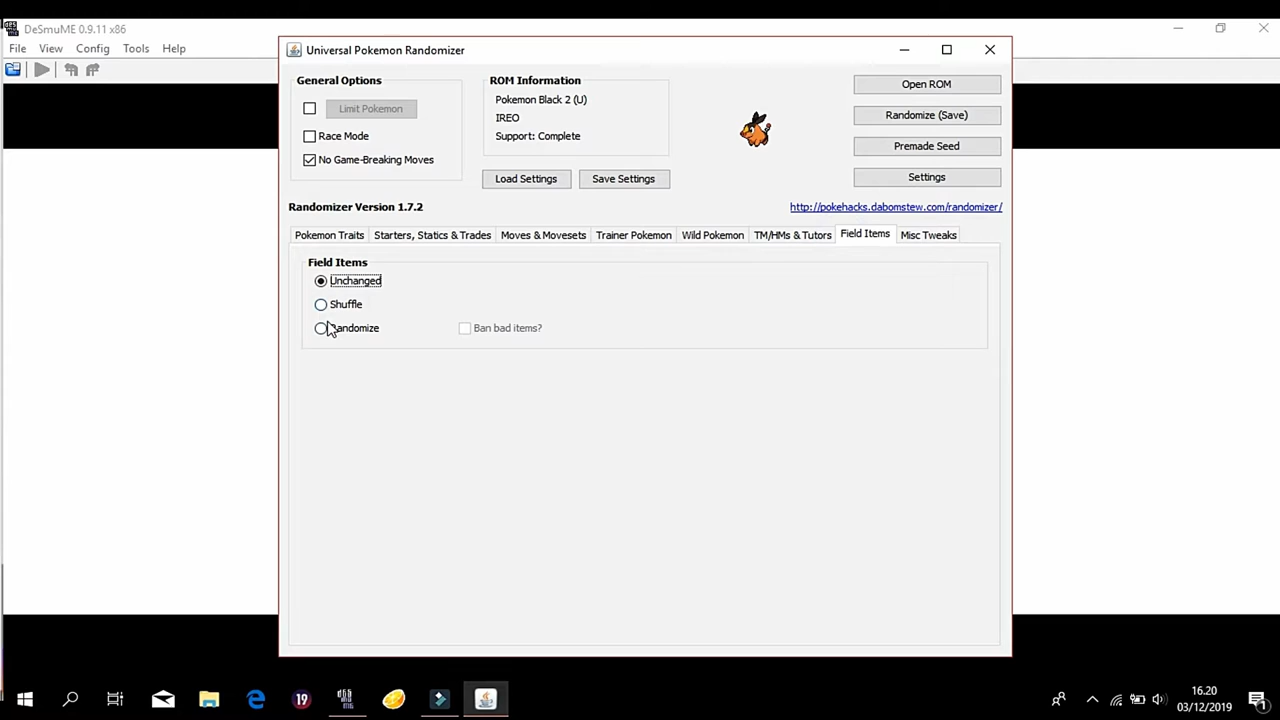 DeSmuME 0.9.11 x86
File View Config Tools Help
Universal Pokemon Randomizer
General Options
Limit Pokemon
Race Mode
No Game-Breaking Moves
ROM Information
Pokemon Black 2 (U)
IREO
Support: Complete
Load Settings
Save Settings
Open ROM
Randomize (Save)
Premade Seed
Settings
Randomizer Version 1.7.2
http://pokehacks.dabomstew.com/randomizer/
Pokemon Traits Starters, Statics & Trades Moves & Movesets Trainer Pokemon Wild Pokemon TM/HMs & Tutors Field Items Misc Tweaks
Field Items
Unchanged
Shuffle
Randomize Ban bad items?
19
16.20
03/12/2019
1